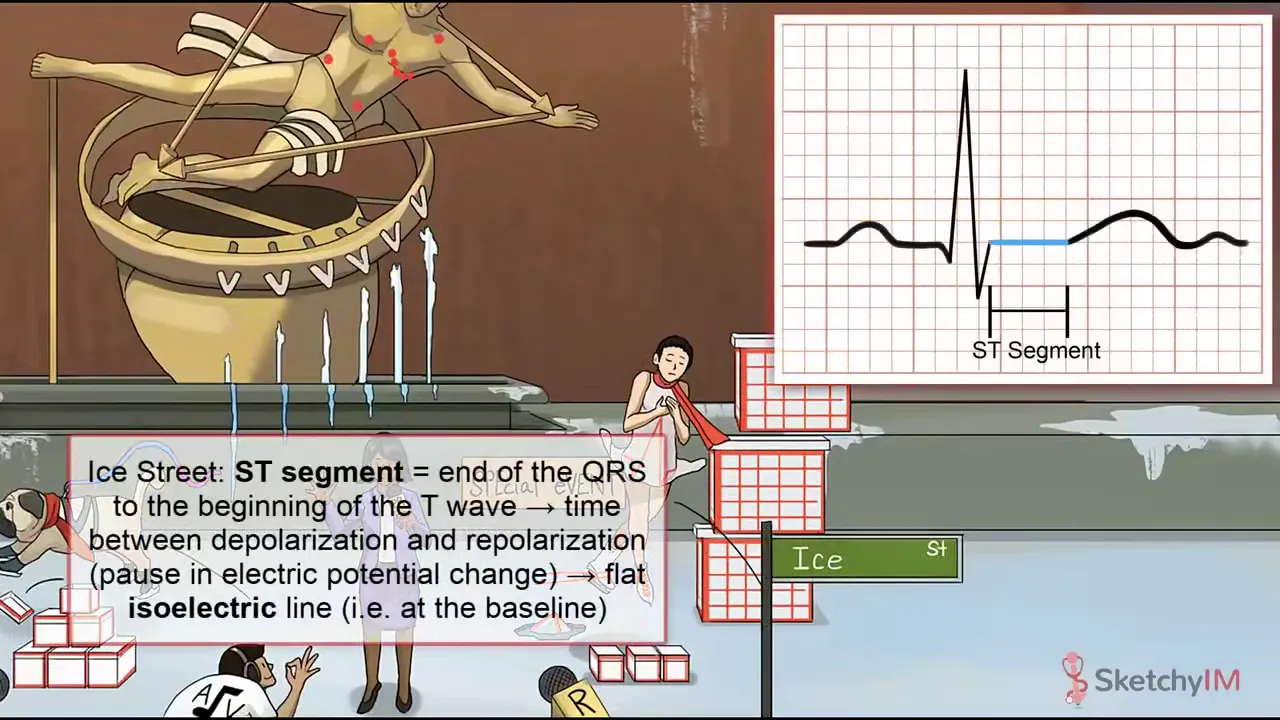 ST Segment
Ice Street: ST segment = end of the QRS
to the beginning of the T wave → time
between depolarization and repolarization
(pause in electric potential change) → flat
isoelectric line (i.e. at the baseline)
SPEcial eVENT
Ice St
A V
R
SketchyIM